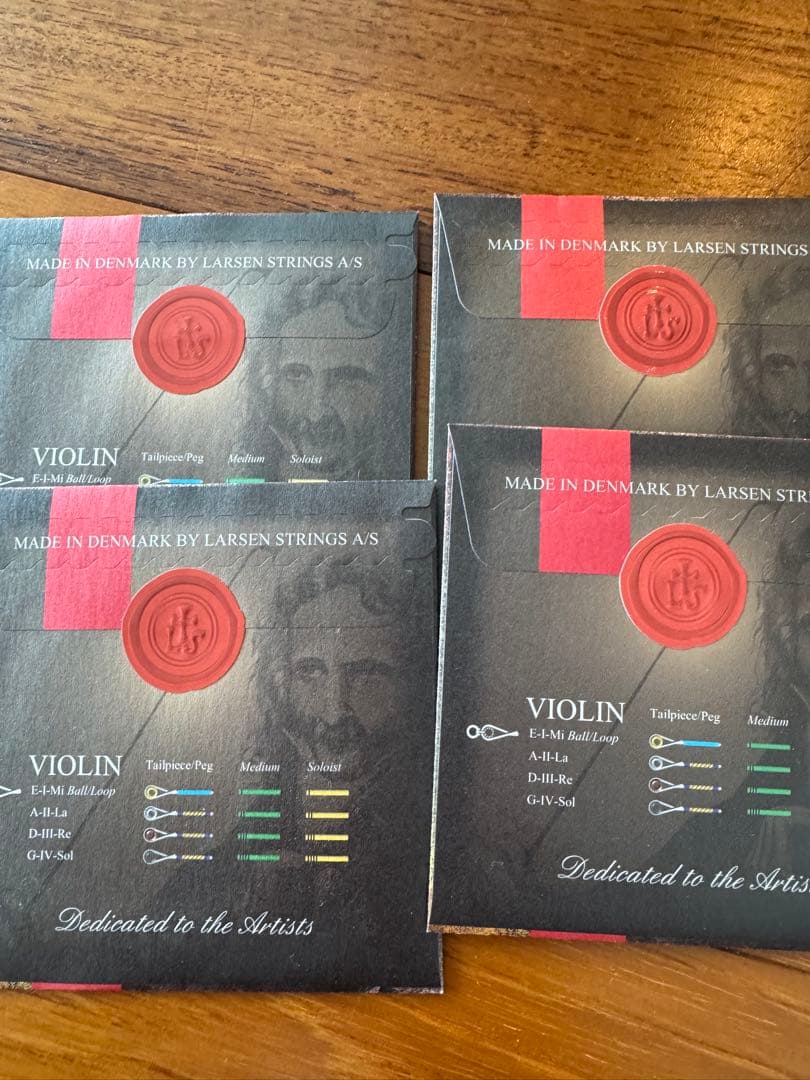 MADE IN DENMARK BY LARSEN STRINGS A/S
VIOLIN Tailpiece/Peg Medium Soloist
E-I-Mi Ball/Loop
MADE IN DENMARK BY LARSEN STRINGS
MADE IN DENMARK BY LARSEN STRINGS A/S
VIOLIN Tailpiece/Peg Medium Soloist
E-I-Mi Ball/Loop
A-II-La
D-III-Re
G-IV-Sol
Dedicated to the Artists
MADE IN DENMARK BY LARSEN STR
VIOLIN Tailpiece/Peg Medium
E-I-Mi Ball/Loop
A-II-La
D-III-Re
G-IV-Sol
Dedicated to the Artis